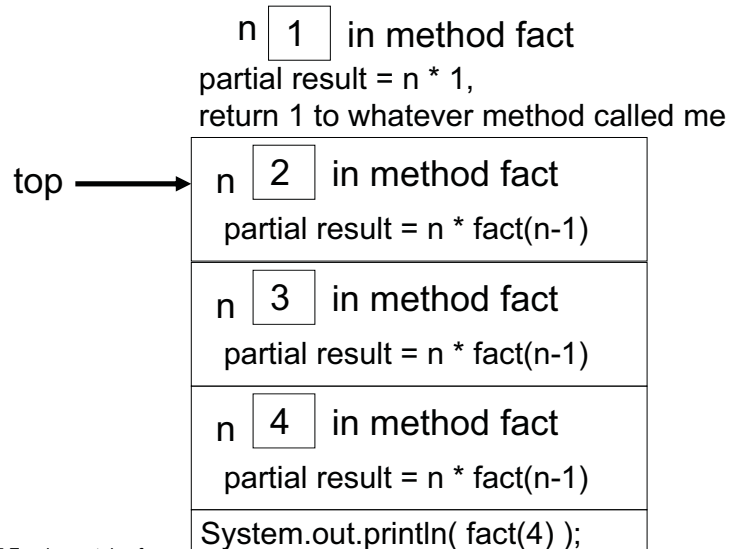 n 1 in method fact
partial result = n * 1,
return 1 to whatever method called me
top n 2 in method fact
partial result = n * fact(n-1)
n 3 in method fact
partial result = n * fact(n-1)
n 4 in method fact
partial result = n * fact(n-1)
System.out.println( fact(4) );